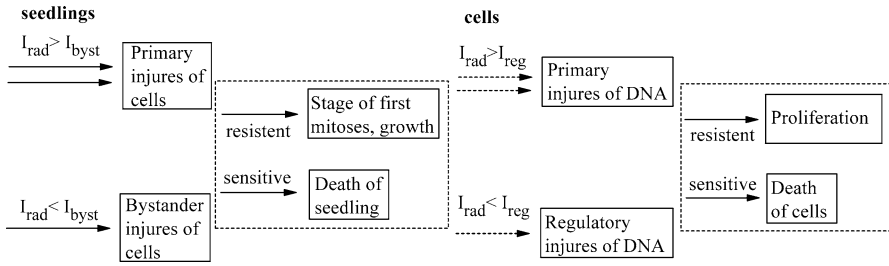 seedlings
I_rad > I_byst
Primary
injures of
cells
resistent
Stage of first
mitoses, growth
sensitive
Death of
seedling
I_rad < I_byst
Bystander
injures of
cells
cells
I_rad > I_reg
Primary
injures of DNA
resistent
Proliferation
sensitive
Death
of cells
I_rad < I_reg
Regulatory
injures of DNA